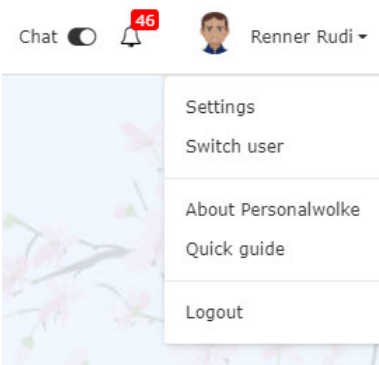 Chat 46 Renner Rudi
Settings
Switch user
About Personalwolke
Quick guide
Logout